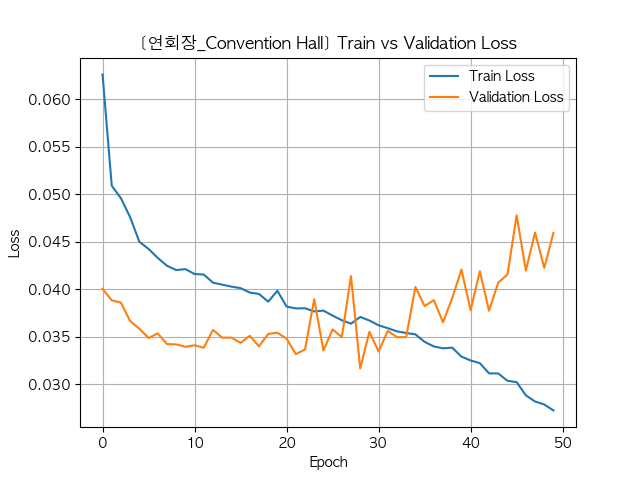 [연회장_Convention Hall] Train vs Validation Loss
Train Loss
Validation Loss
0.060
0.055
0.050
0.045
0.040
0.035
0.030
Loss
0 10 20 30 40 50
Epoch